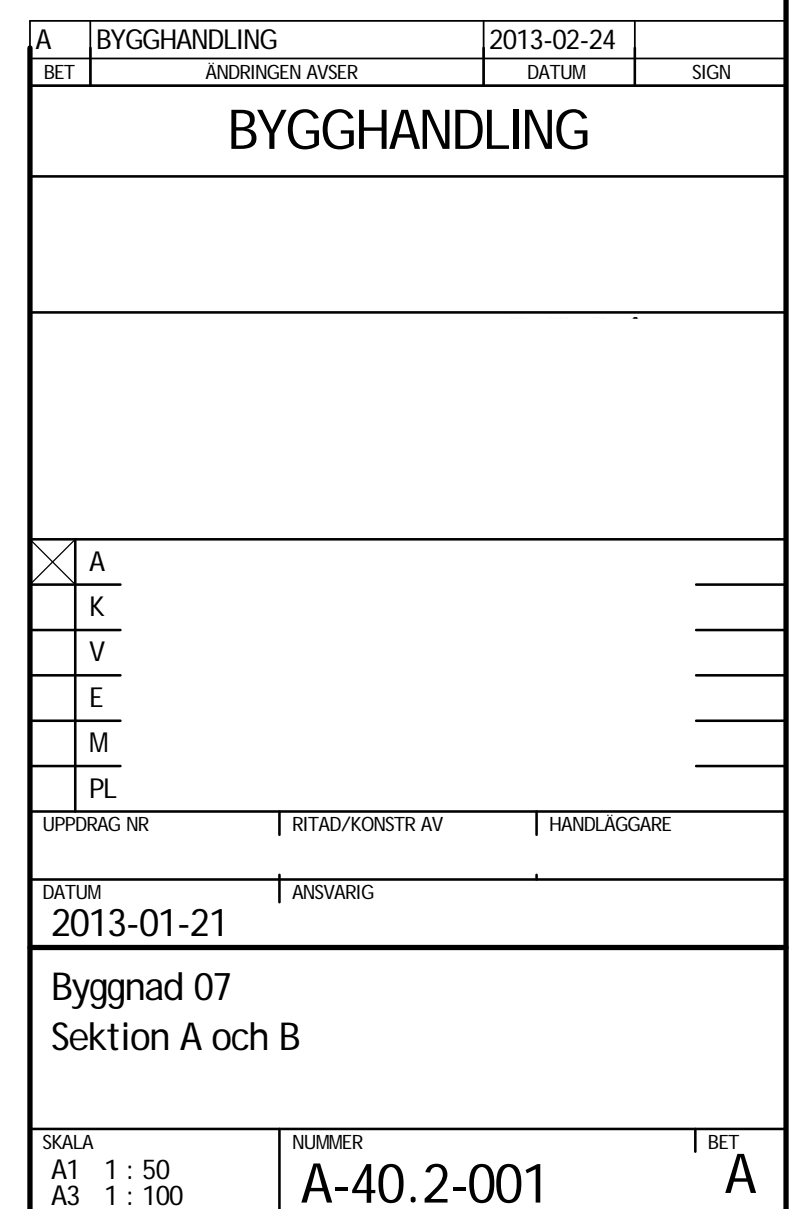 A BYGGHANDLING 2013-02-24
BET ÄNDRINGEN AVSER DATUM SIGN
BYGGHANDLING
A
K
V
E
M
PL
UPPDRAG NR RITAD/KONSTR AV HANDLÄGGARE
DATUM ANSVARIG
2013-01-21
Byggnad 07
Sektion A och B
SKALA NUMMER BET
A1 1 : 50
A3 1 : 100
A-40.2-001 A